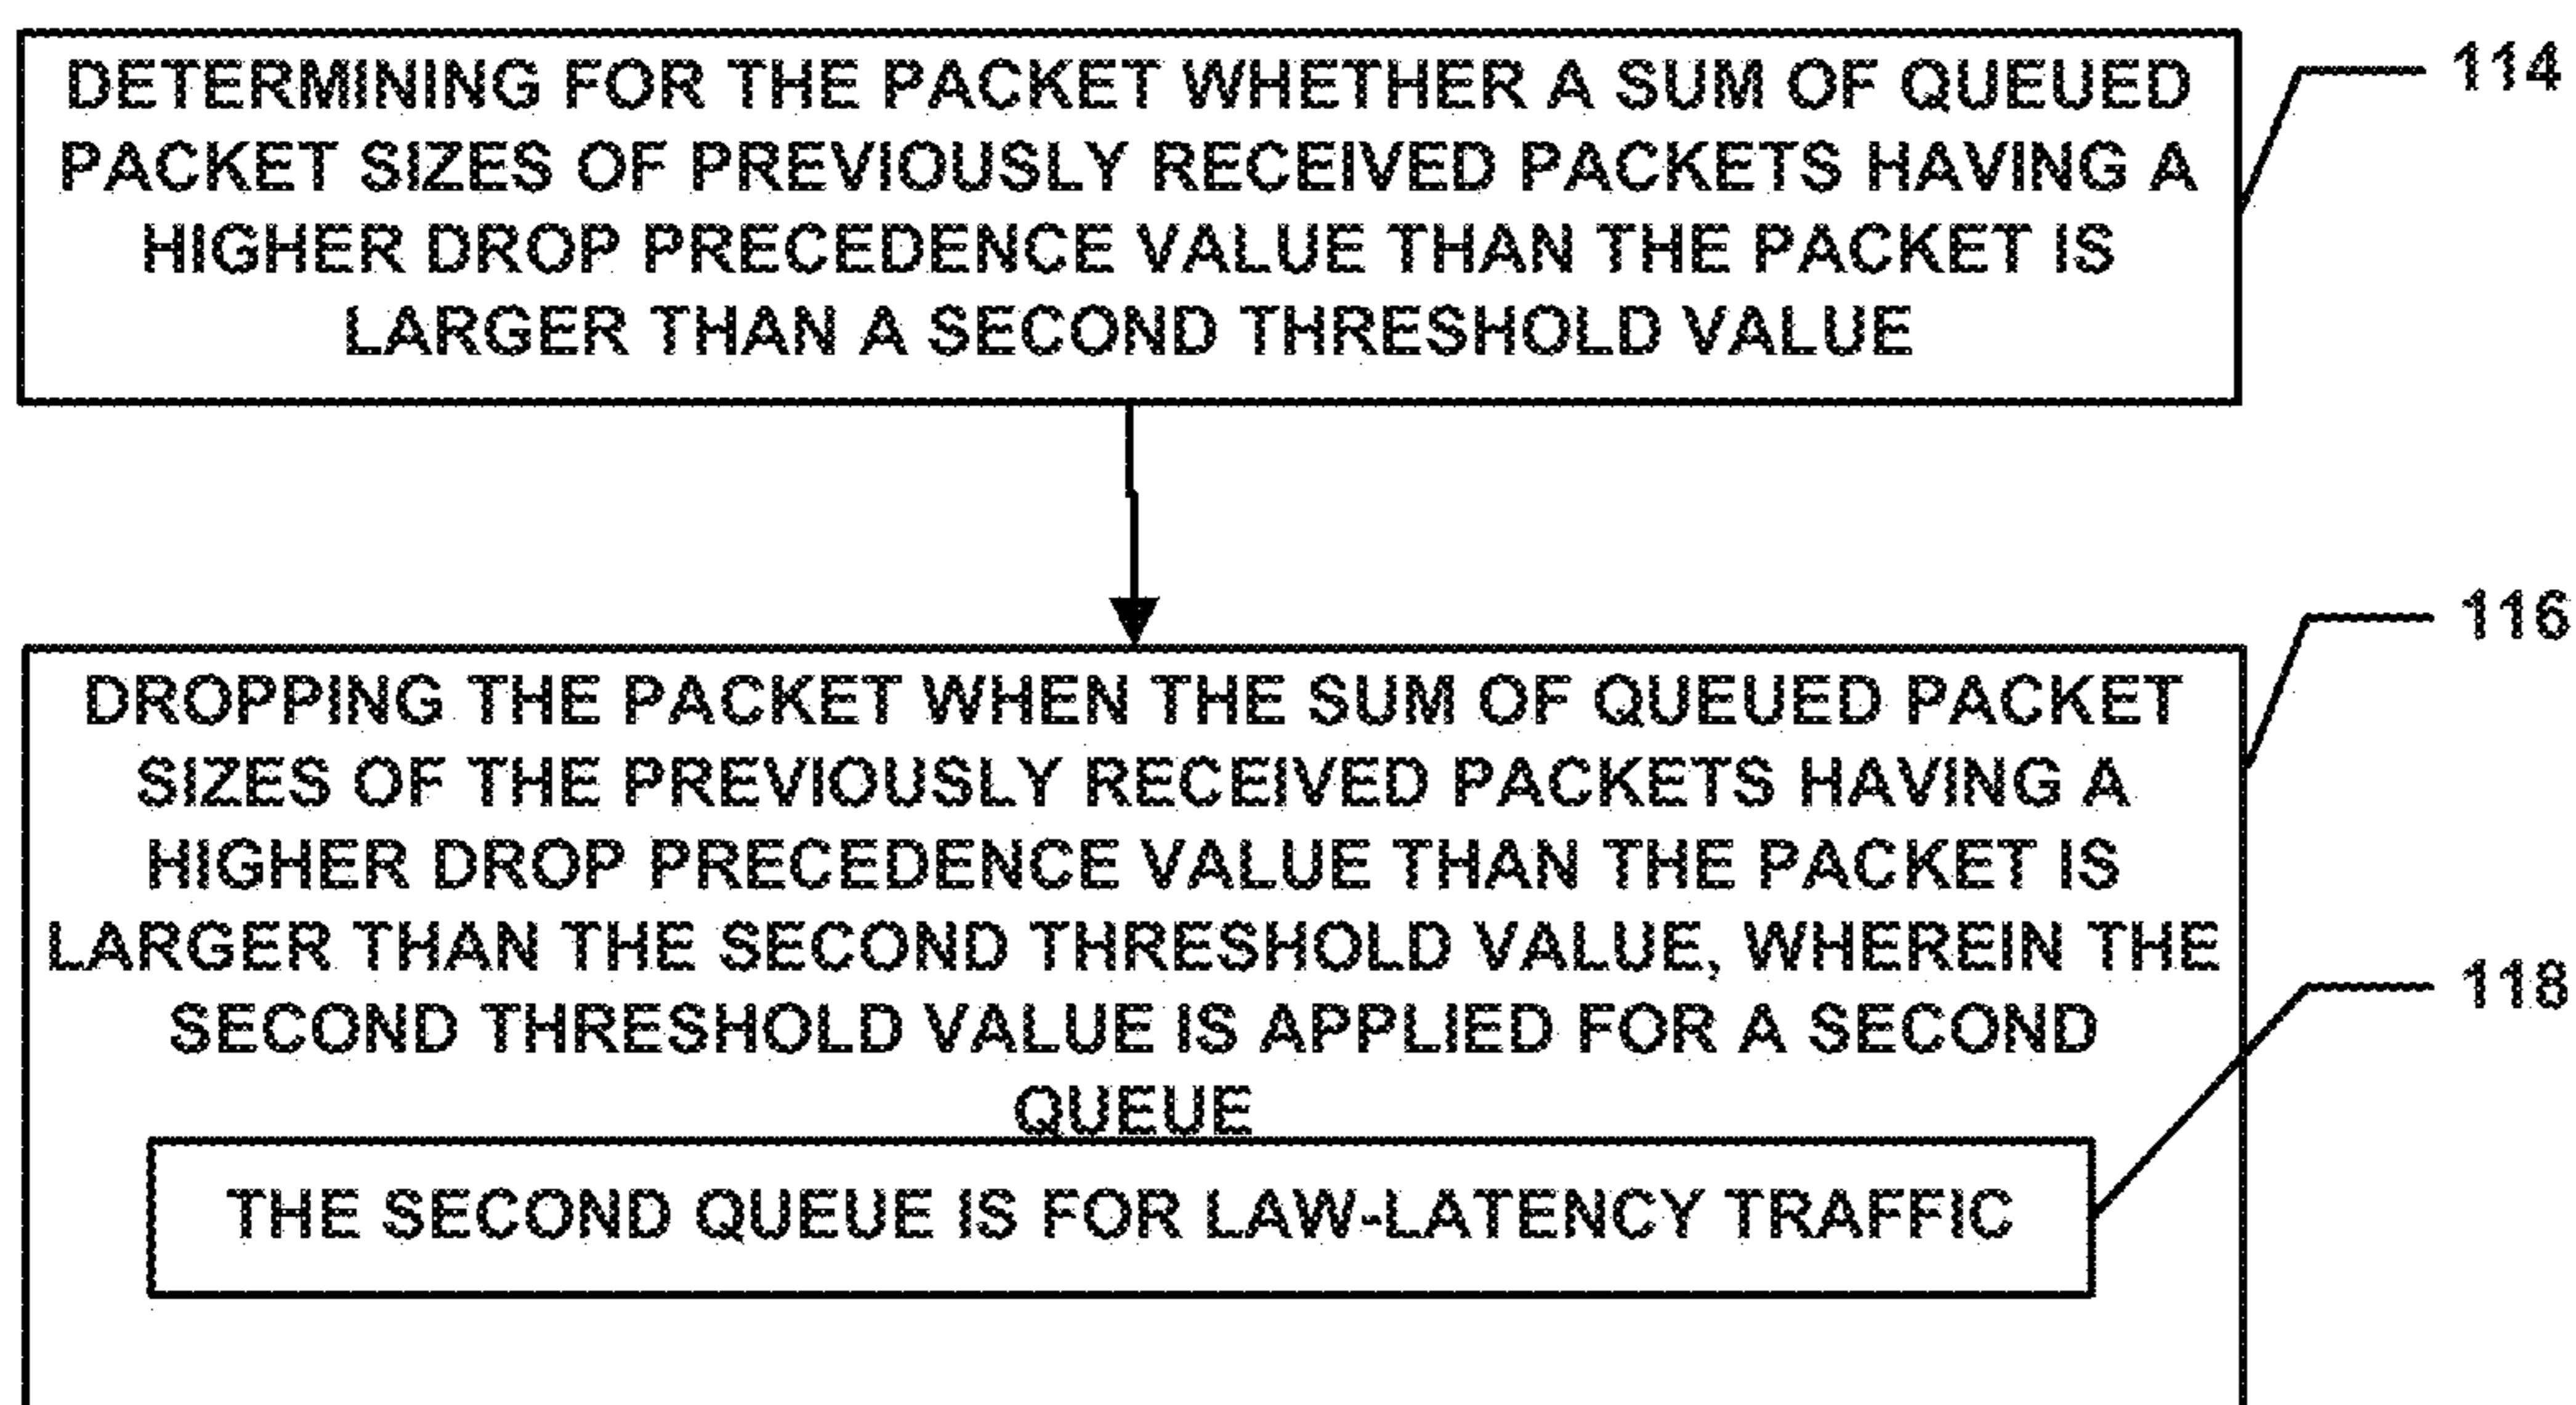 DETERMINING FOR THE PACKET WHETHER A SUM OF QUEUED
PACKET SIZES OF PREVIOUSLY RECEIVED PACKETS HAVING A
HIGHER DROP PRECEDENCE VALUE THAN THE PACKET IS
LARGER THAN A SECOND THRESHOLD VALUE
114
DROPPING THE PACKET WHEN THE SUM OF QUEUED PACKET
SIZES OF THE PREVIOUSLY RECEIVED PACKETS HAVING A
HIGHER DROP PRECEDENCE VALUE THAN THE PACKET IS
LARGER THAN THE SECOND THRESHOLD VALUE, WHEREIN THE
SECOND THRESHOLD VALUE IS APPLIED FOR A SECOND
QUEUE
116
THE SECOND QUEUE IS FOR LAW-LATENCY TRAFFIC
118